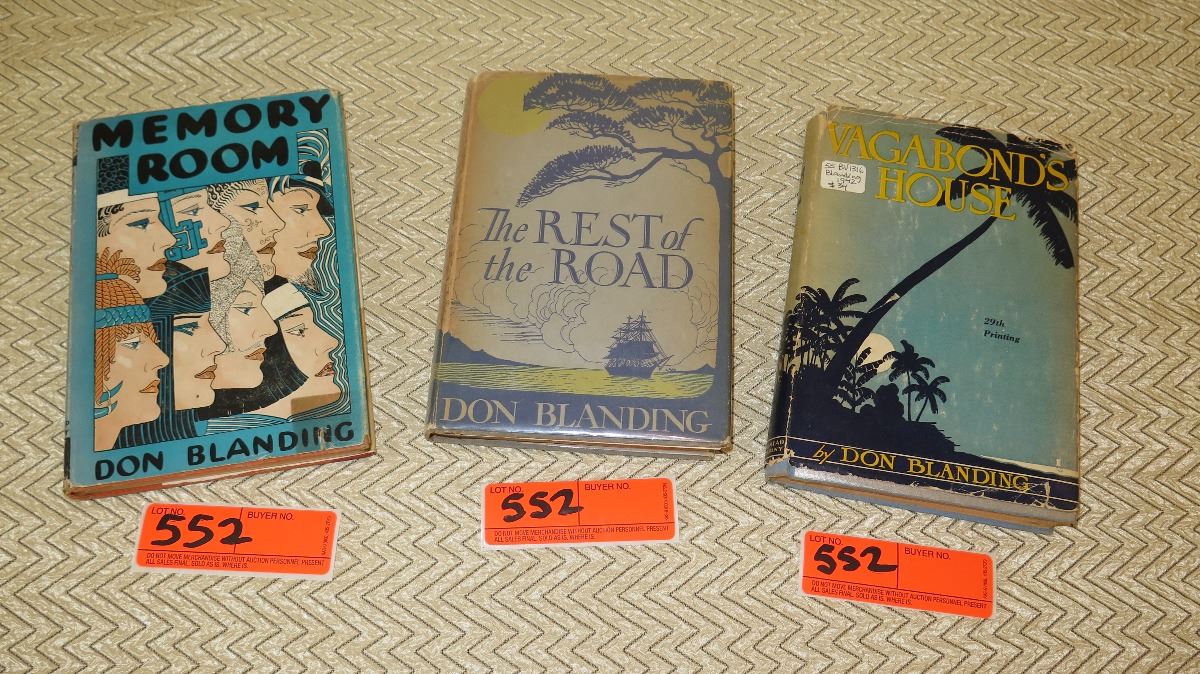 MEMORY
ROOM
DON BLANDING
The REST of
the ROAD
DON BLANDING
VAGABOND'S
HOUSE
29th
Printing
by DON BLANDING
LOT NO.
552
BUYER NO.
DO NOT MOVE MERCHANDISE WITHOUT AUCTION PERSONNEL PRESENT
ALL SALES FINAL. SOLD AS IS. WHERE IS.
LOT NO.
552
BUYER NO.
DO NOT MOVE MERCHANDISE WITHOUT AUCTION PERSONNEL PRESENT
ALL SALES FINAL. SOLD AS IS. WHERE IS.
LOT NO.
552
BUYER NO.
DO NOT MOVE MERCHANDISE WITHOUT AUCTION PERSONNEL PRESENT
ALL SALES FINAL. SOLD AS IS. WHERE IS.